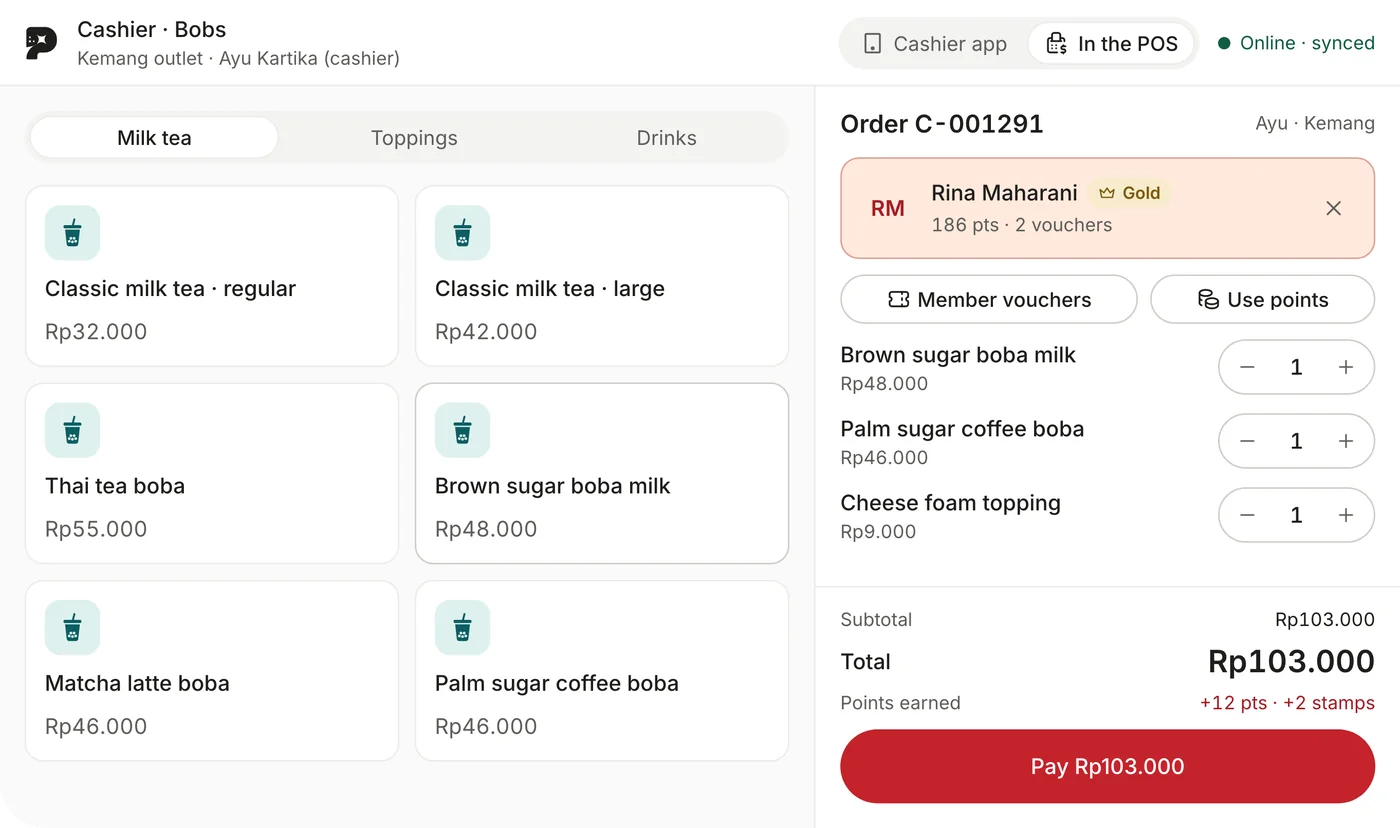 Cashier · Bobs
Kemang outlet · Ayu Kartika (cashier)
Cashier app
In the POS
Online · synced
Milk tea
Toppings
Drinks
Classic milk tea · regular
Rp32.000
Classic milk tea · large
Rp42.000
Thai tea boba
Rp55.000
Brown sugar boba milk
Rp48.000
Matcha latte boba
Rp46.000
Palm sugar coffee boba
Rp46.000
Order C-001291
Ayu · Kemang
RM
Rina Maharani
Gold
186 pts · 2 vouchers
Member vouchers
Use points
Brown sugar boba milk
Rp48.000
1
Palm sugar coffee boba
Rp46.000
1
Cheese foam topping
Rp9.000
1
Subtotal
Rp103.000
Total
Rp103.000
Points earned
+12 pts · +2 stamps
Pay Rp103.000